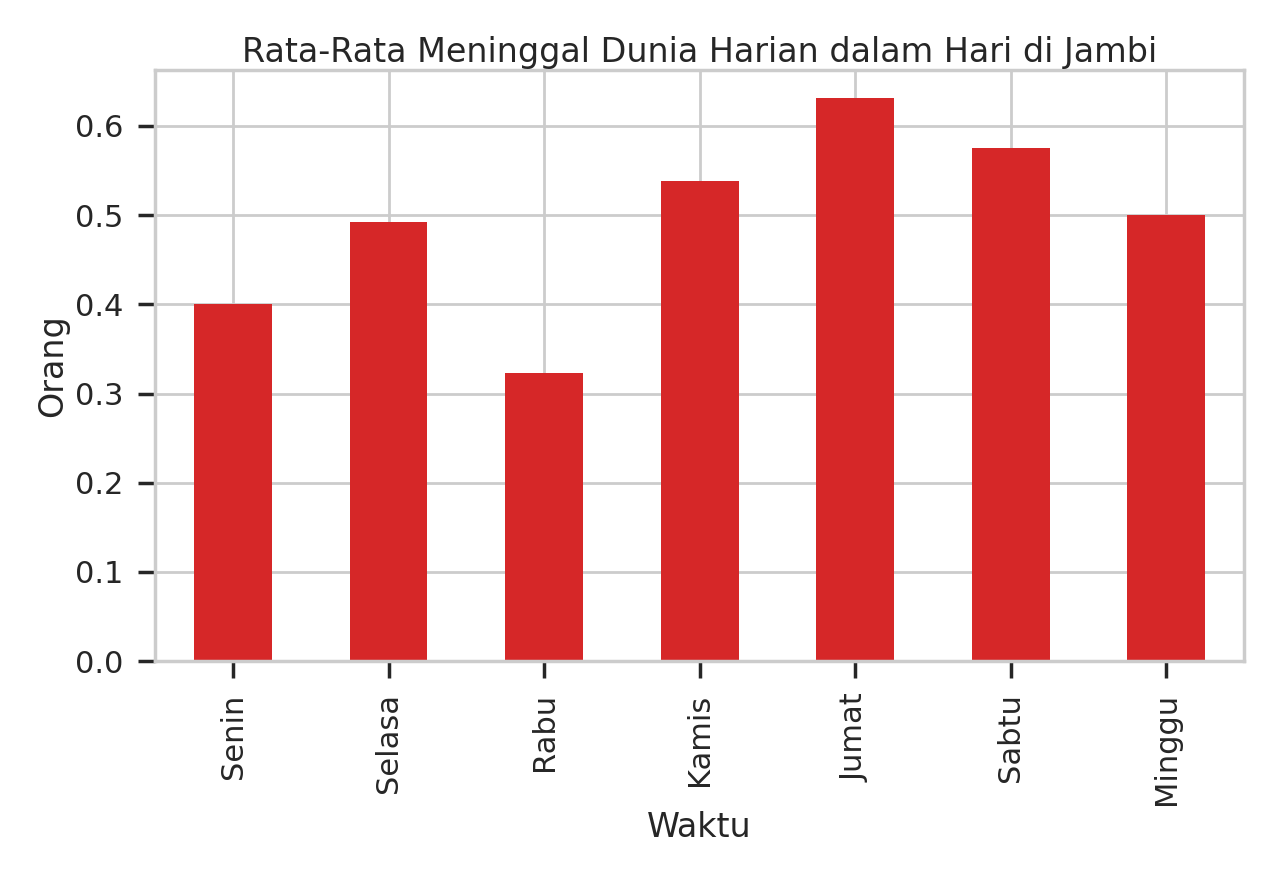 Rata-Rata Meninggal Dunia Harian dalam Hari di Jambi
Orang
0.6
0.5
0.4
0.3
0.2
0.1
0.0
Senin
Selasa
Rabu
Kamis
Jumat
Sabtu
Minggu
Waktu